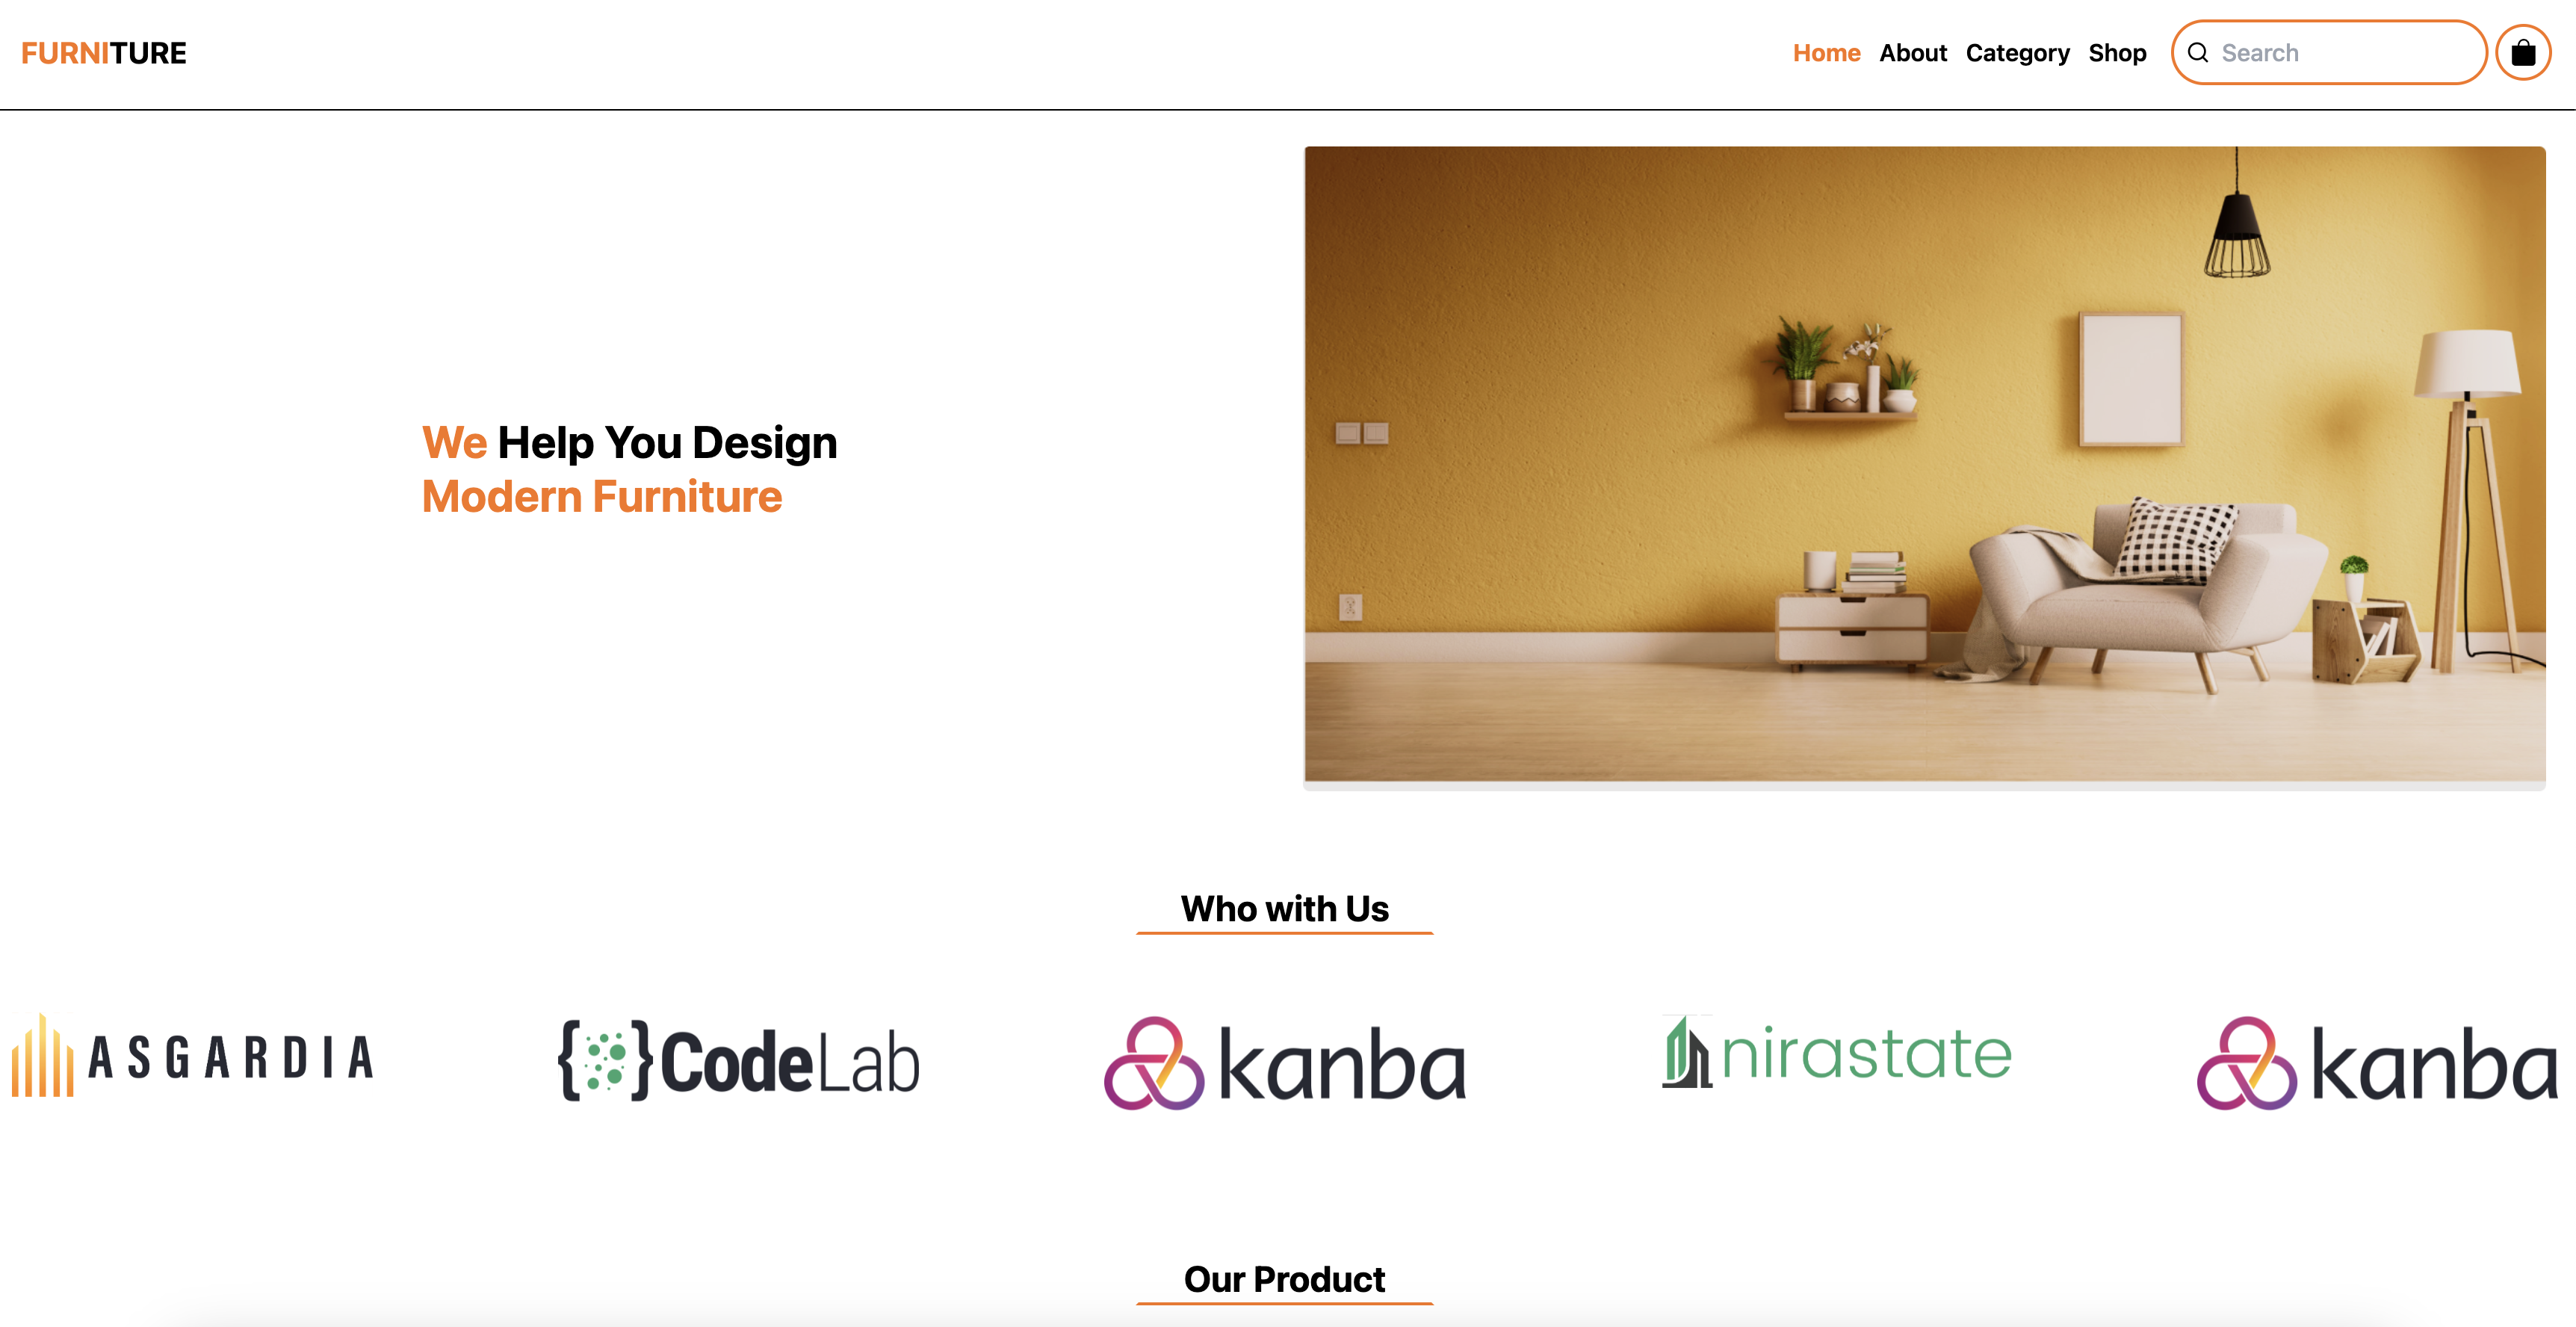 FURNITURE
Home About Category Shop Search
We Help You Design
Modern Furniture
Who with Us
ASGARDIA {}CodeLab kanba nirastate kanba
Our Product